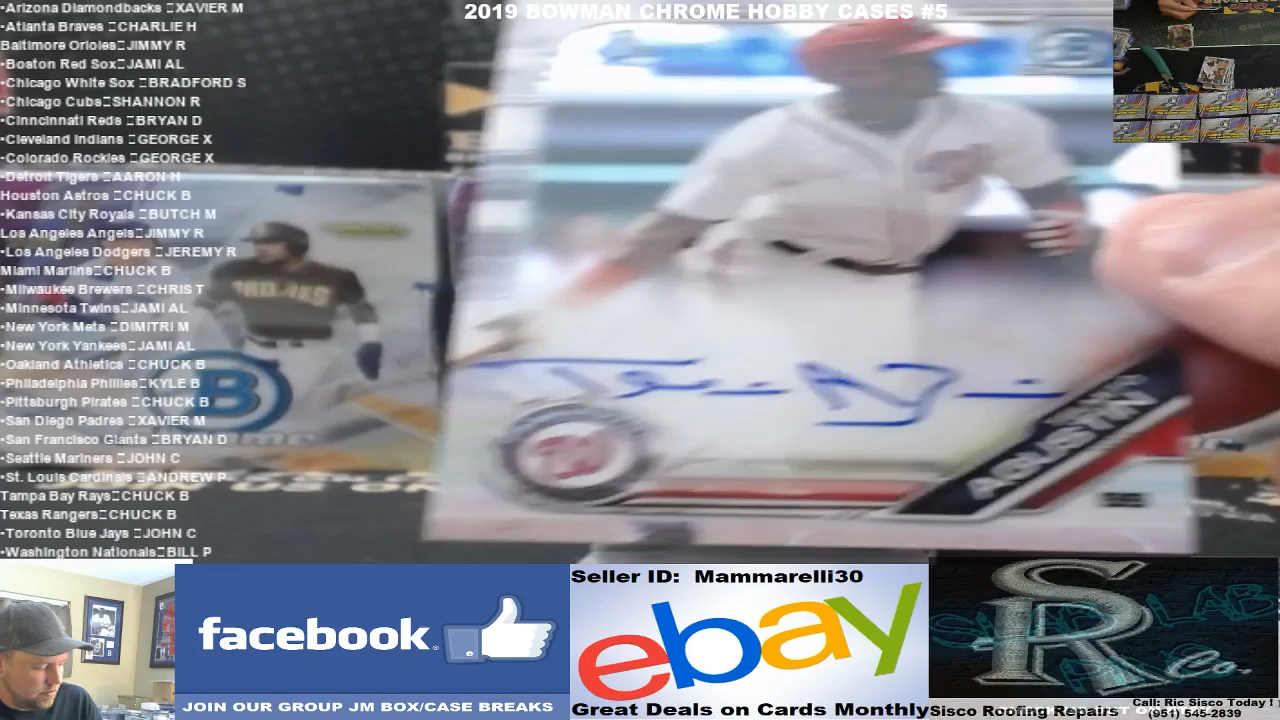 2019 BOWMAN CHROME HOBBY CASES #5
•Arizona Diamondbacks □XAVIER M
•Atlanta Braves □CHARLIE H
Baltimore Orioles□JIMMY R
•Boston Red Sox□JAMI AL
•Chicago White Sox □BRADFORD S
•Chicago Cubs□SHANNON R
•CInncInnati Reds □BRYAN D
•Cleveland Indians □GEORGE X
•Colorado Rockies □GEORGE X
•Detroit Tigers □AARON H
Houston Astros □CHUCK B
•Kansas City Royals □BUTCH M
Los Angeles Angels□JIMMY R
•Los Angeles Dodgers □JEREMY R
Miami Marlins□CHUCK B
•Milwaukee Brewers □CHRIS T
•Minnesota Twins□JAMI AL
•New York Mets □DIMITRI M
•New York Yankees□JAMI AL
•Oakland Athletics □CHUCK B
•Philadelphia Phillies□KYLE B
•Pittsburgh Pirates □CHUCK B
•San Diego Padres □XAVIER M
•San Francisco Giants □BRYAN D
•Seattle Mariners □JOHN C
•St. Louis Cardinals □ANDREW P
Tampa Bay Rays□CHUCK B
Texas Rangers□CHUCK B
•Toronto Blue Jays □JOHN C
•Washington Nationals□BILL P
PADRES
B
AGUSTIN
facebook
JOIN OUR GROUP JM BOX/CASE BREAKS
Seller ID: Mammarelli30
ebay
Great Deals on Cards Monthly
S
R
Co.
Sisco Roofing Repairs
Call: Ric Sisco Today !
(951) 545-2839